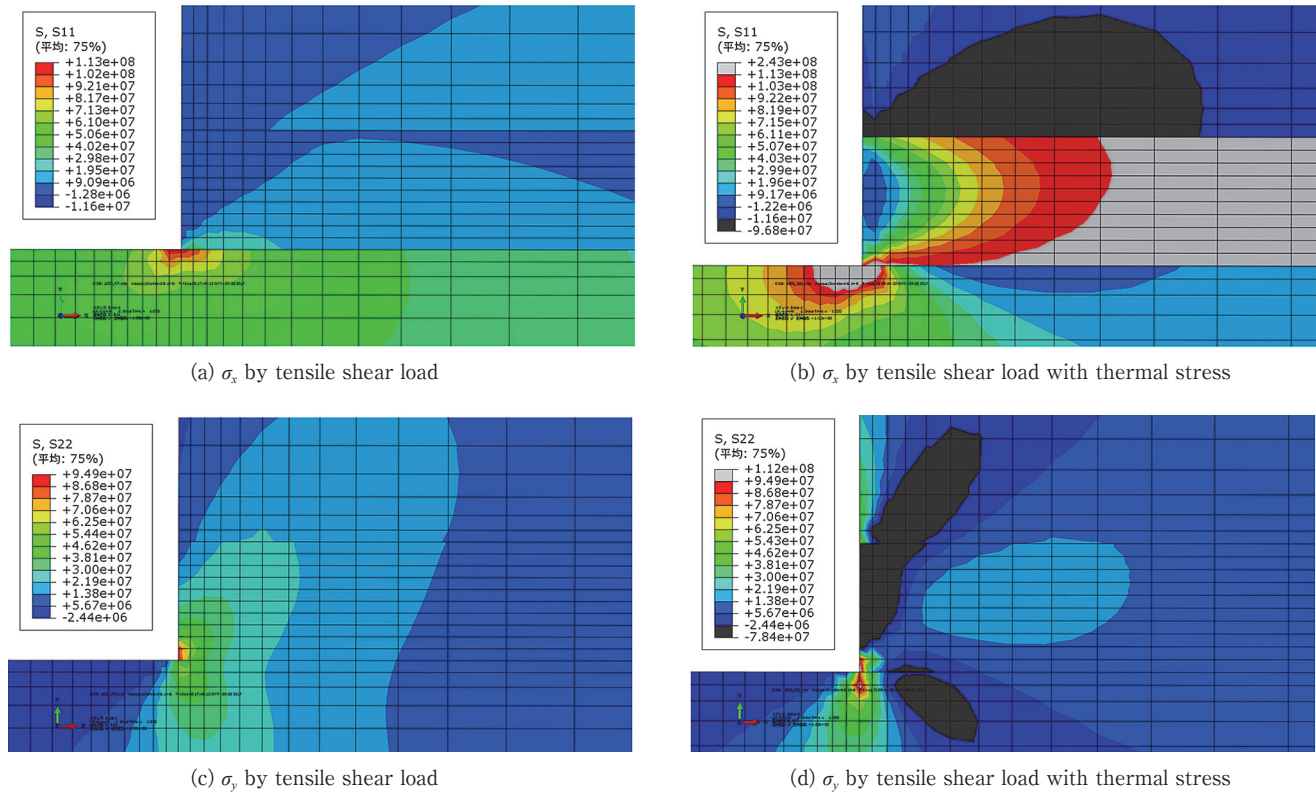 S, S11
(平均: 75%)
+1.13e+08
+1.02e+08
+9.21e+07
+8.17e+07
+7.13e+07
+6.10e+07
+5.06e+07
+4.02e+07
+2.98e+07
+1.95e+07
+9.09e+06
-1.28e+06
-1.16e+07
Y
X
(a) σx by tensile shear load
S, S11
(平均: 75%)
+2.43e+08
+1.13e+08
+1.03e+08
+9.22e+07
+8.19e+07
+7.15e+07
+6.11e+07
+5.07e+07
+4.03e+07
+2.99e+07
+1.96e+07
+9.17e+06
-1.22e+06
-1.16e+07
-9.68e+07
Y
X
(b) σx by tensile shear load with thermal stress
S, S22
(平均: 75%)
+9.49e+07
+8.68e+07
+7.87e+07
+7.06e+07
+6.25e+07
+5.44e+07
+4.62e+07
+3.81e+07
+3.00e+07
+2.19e+07
+1.38e+07
+5.67e+06
-2.44e+06
Y
X
(c) σy by tensile shear load
S, S22
(平均: 75%)
+1.12e+08
+9.49e+07
+8.68e+07
+7.87e+07
+7.06e+07
+6.25e+07
+5.43e+07
+4.62e+07
+3.81e+07
+3.00e+07
+2.19e+07
+1.38e+07
+5.67e+06
-2.44e+06
-7.84e+07
Y
X
(d) σy by tensile shear load with thermal stress